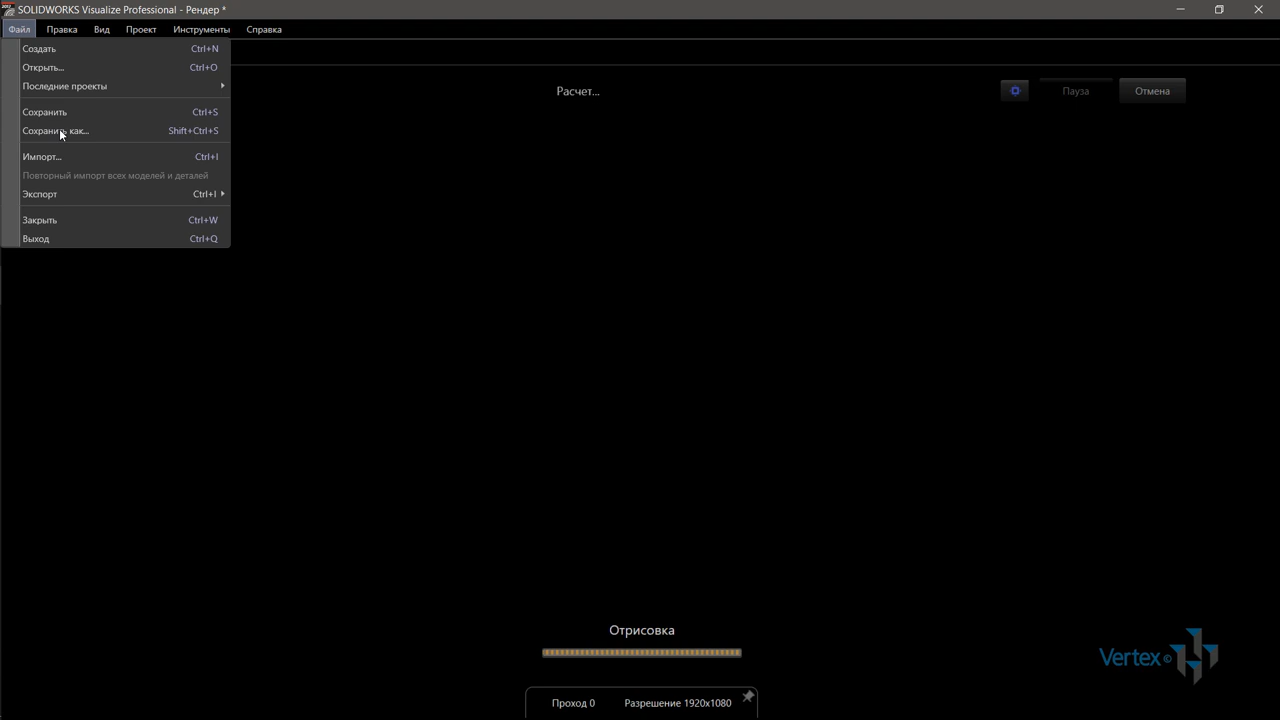 SOLIDWORKS Visualize Professional - Рендер *
Файл Правка Вид Проект Инструменты Справка
Создать Ctrl+N
Открыть... Ctrl+O
Последние проекты
Сохранить Ctrl+S
Сохранить как... Shift+Ctrl+S
Импорт... Ctrl+I
Повторный импорт всех моделей и деталей
Экспорт Ctrl+I
Закрыть Ctrl+W
Выход Ctrl+Q
Расчет...
Пауза
Отмена
Отрисовка
Vertex ©
Проход 0 Разрешение 1920x1080